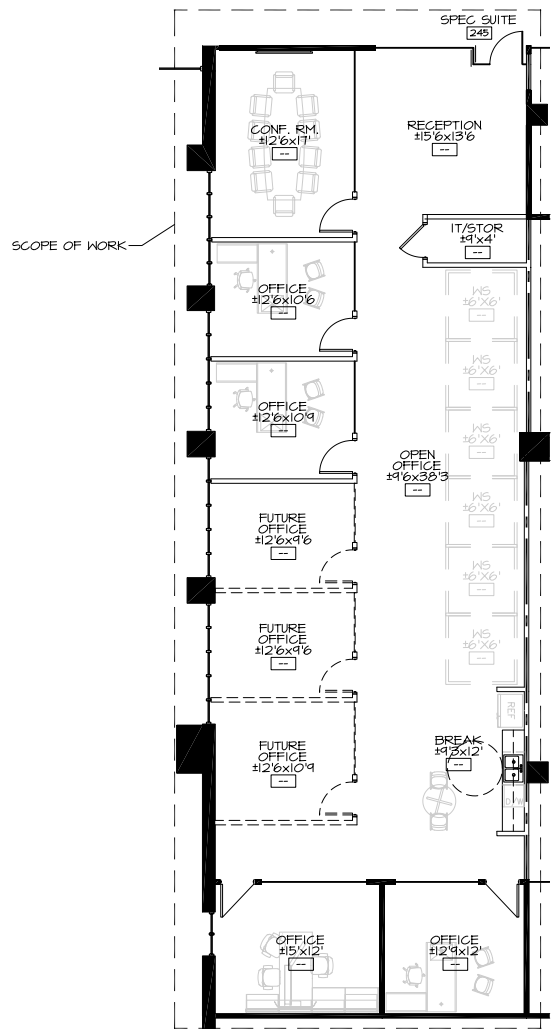 SPEC SUITE
245
CONF. RM.
±12'6x17'
--
RECEPTION
±15'6x13'6
--
IT/STOR
±9'x4'
--
SCOPE OF WORK
OFFICE
±12'6x10'6
--
WS
±6'X6'
--
WS
±6'X6'
--
OFFICE
±12'6x10'9
--
WS
±6'X6'
--
OPEN
OFFICE
±9'6x38'3
--
WS
±6'X6'
--
FUTURE
OFFICE
±12'6x9'6
--
WS
±6'X6'
--
FUTURE
OFFICE
±12'6x9'6
--
WS
±6'X6'
--
REF
FUTURE
OFFICE
±12'6x10'9
--
BREAK
±9'3x12'
--
D/W
OFFICE
±15'x12'
--
OFFICE
±12'9x12'
--